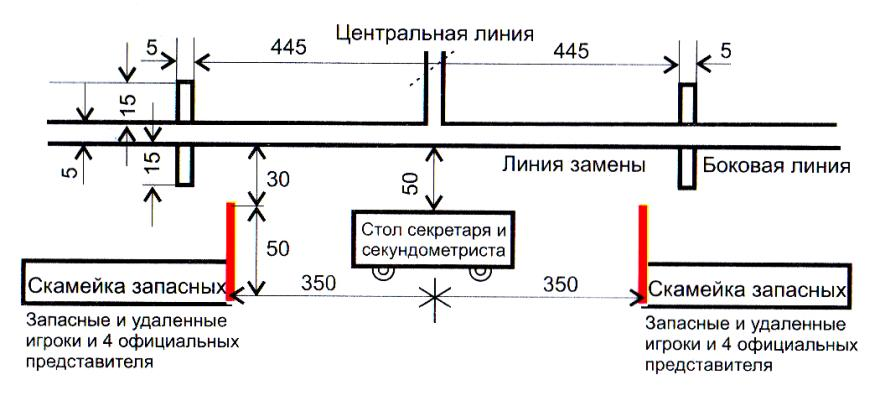 Центральная линия
5
445
445
5
15
5
15
30
50
Линия замены
Боковая линия
50
Стол секретаря и
секундометриста
Скамейка запасных
350
350
Скамейка запасных
Запасные и удаленные
игроки и 4 официальных
представителя
Запасные и удаленные
игроки и 4 официальных
представителя